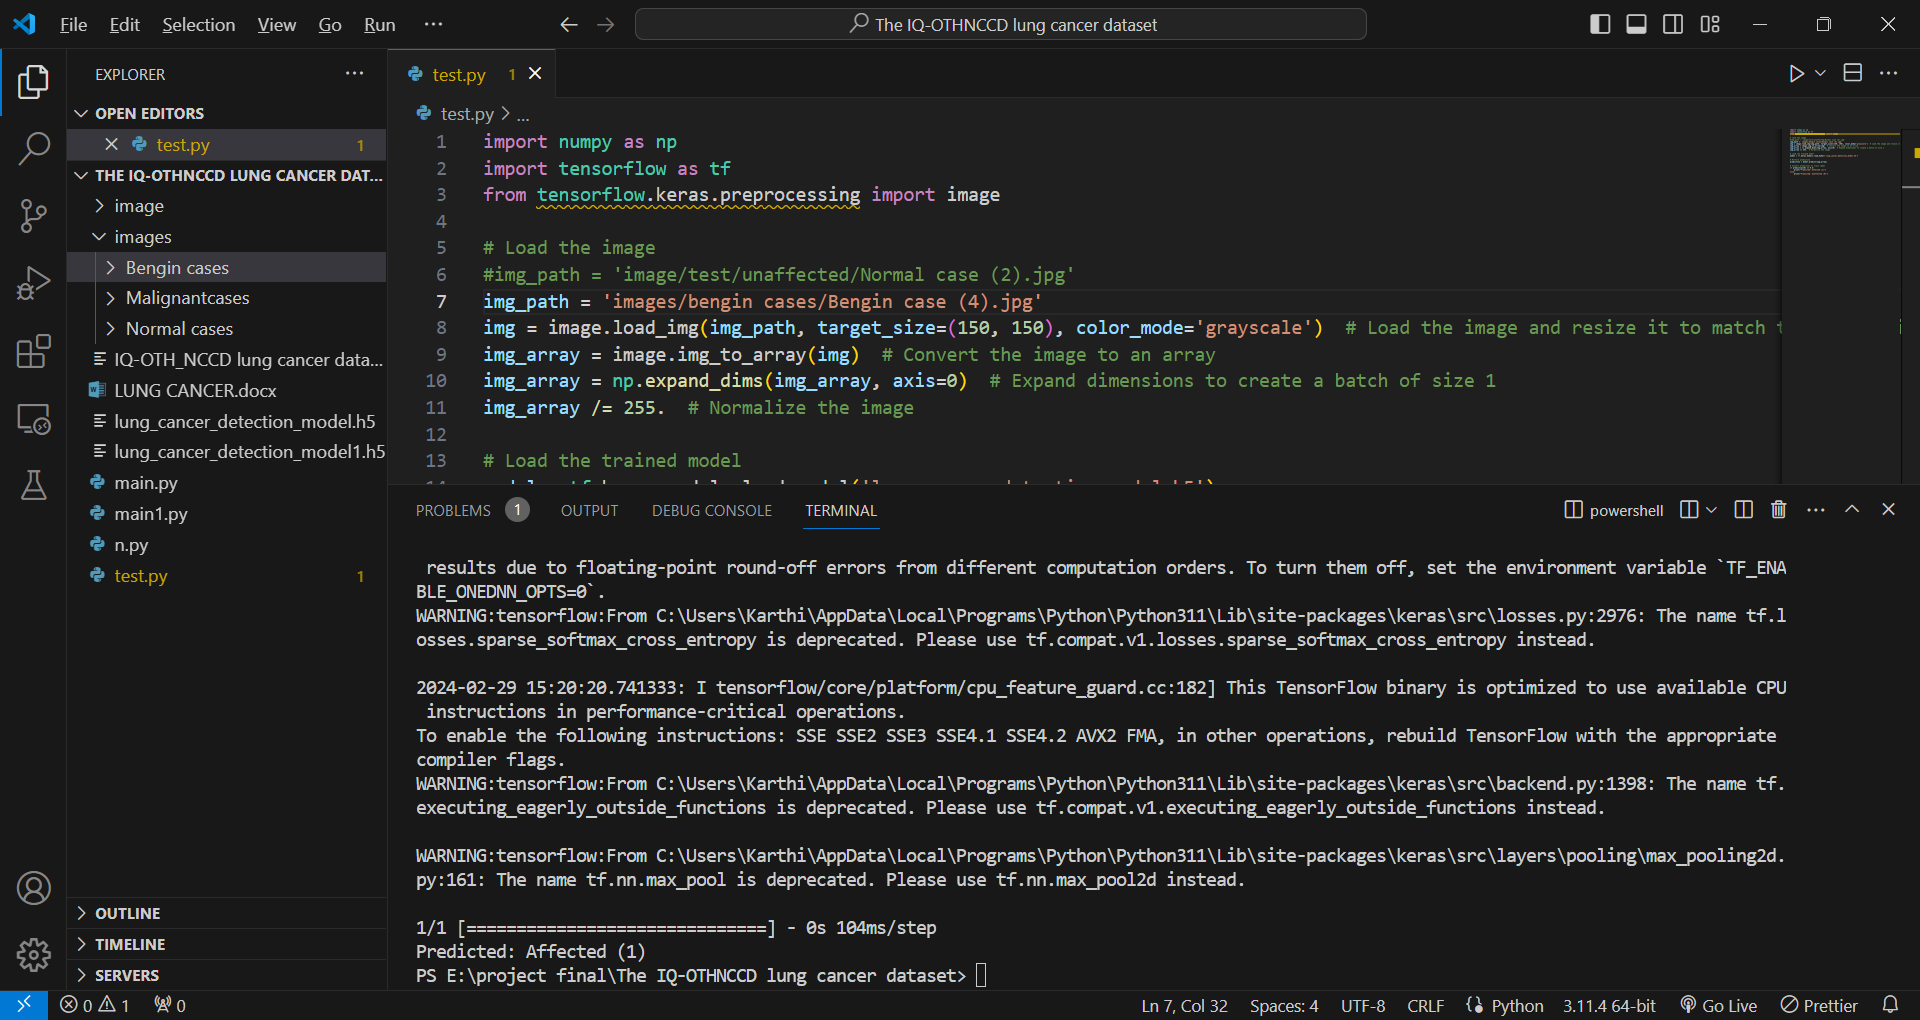 File Edit Selection View Go Run ···
The IQ-OTHNCCD lung cancer dataset
EXPLORER ···
OPEN EDITORS
test.py 1
THE IQ-OTHNCCD LUNG CANCER DAT...
image
images
Bengin cases
Malignantcases
Normal cases
IQ-OTH_NCCD lung cancer data...
LUNG CANCER.docx
lung_cancer_detection_model.h5
lung_cancer_detection_model1.h5
main.py
main1.py
n.py
test.py 1
OUTLINE
TIMELINE
SERVERS
test.py 1
test.py > ...
1 import numpy as np
2 import tensorflow as tf
3 from tensorflow.keras.preprocessing import image
4
5 # Load the image
6 #img_path = 'image/test/unaffected/Normal case (2).jpg'
7 img_path = 'images/bengin cases/Bengin case (4).jpg'
8 img = image.load_img(img_path, target_size=(150, 150), color_mode='grayscale')  # Load the image and resize it to match
9 img_array = image.img_to_array(img)  # Convert the image to an array
10 img_array = np.expand_dims(img_array, axis=0)  # Expand dimensions to create a batch of size 1
11 img_array /= 255.  # Normalize the image
12
13 # Load the trained model
PROBLEMS 1 OUTPUT DEBUG CONSOLE TERMINAL
powershell
results due to floating-point round-off errors from different computation orders. To turn them off, set the environment variable `TF_ENA
BLE_ONEDNN_OPTS=0`.
WARNING:tensorflow:From C:\Users\Karthi\AppData\Local\Programs\Python\Python311\Lib\site-packages\keras\src\losses.py:2976: The name tf.l
osses.sparse_softmax_cross_entropy is deprecated. Please use tf.compat.v1.losses.sparse_softmax_cross_entropy instead.
2024-02-29 15:20:20.741333: I tensorflow/core/platform/cpu_feature_guard.cc:182] This TensorFlow binary is optimized to use available CPU
instructions in performance-critical operations.
To enable the following instructions: SSE SSE2 SSE3 SSE4.1 SSE4.2 AVX2 FMA, in other operations, rebuild TensorFlow with the appropriate
compiler flags.
WARNING:tensorflow:From C:\Users\Karthi\AppData\Local\Programs\Python\Python311\Lib\site-packages\keras\src\backend.py:1398: The name tf.
executing_eagerly_outside_functions is deprecated. Please use tf.compat.v1.executing_eagerly_outside_functions instead.
WARNING:tensorflow:From C:\Users\Karthi\AppData\Local\Programs\Python\Python311\Lib\site-packages\keras\src\layers\pooling\max_pooling2d.
py:161: The name tf.nn.max_pool is deprecated. Please use tf.nn.max_pool2d instead.
1/1 [==============================] - 0s 104ms/step
Predicted: Affected (1)
PS E:\project final\The IQ-OTHNCCD lung cancer dataset>
0 1 0
Ln 7, Col 32 Spaces: 4 UTF-8 CRLF Python 3.11.4 64-bit Go Live Prettier